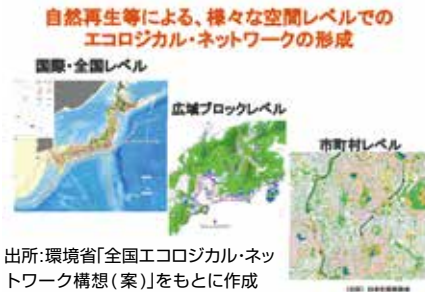 自然再生等による、様々な空間レベルでの
エコロジカル・ネットワークの形成
国際・全国レベル
広域ブロックレベル
市町村レベル
出所:環境省「全国エコロジカル・ネッ
トワーク構想(案)」をもとに作成